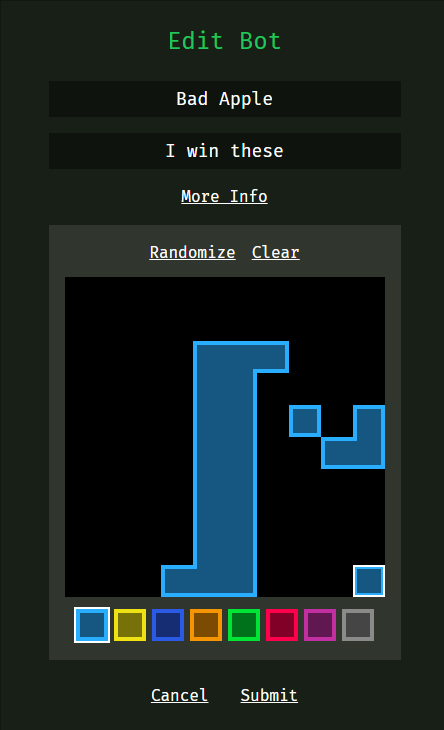 Edit Bot
Bad Apple
I win these
More Info
Randomize Clear
Cancel Submit